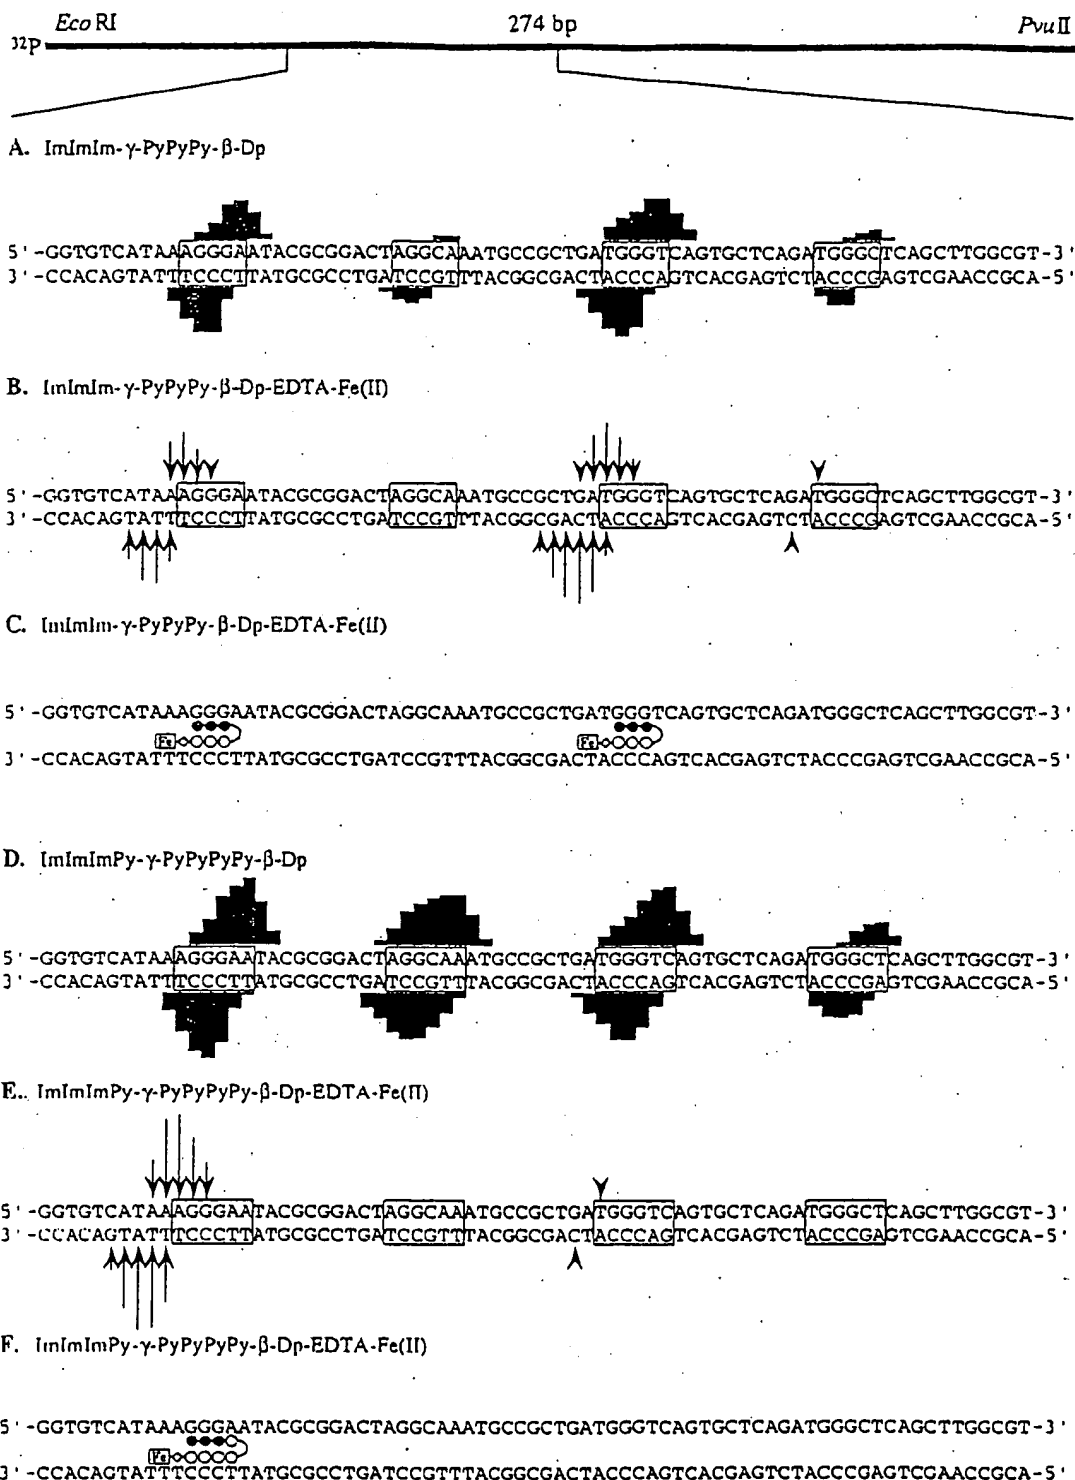 EcoRI 274 bp PvuII
32P
A. ImImIm-γ-PyPyPy-β-Dp
5'-GGTGTCATAAAGGGAATACGCGGACTAGGCAAATGCCGCTGATGGGTCAGTGCTCAGATGGGCTCAGCTTGGCGT-3'
3'-CCACAGTATTTCCCTTATGCGCCTGATCCGTTTACGGCGACTACCCAGTCACGAGTCTACCCGAGTCGAACCGCA-5'
B. ImImIm-γ-PyPyPy-β-Dp-EDTA-Fe(II)
5'-GGTGTCATAAAGGGAATACGCGGACTAGGCAAATGCCGCTGATGGGTCAGTGCTCAGATGGGCTCAGCTTGGCGT-3'
3'-CCACAGTATTTCCCTTATGCGCCTGATCCGTTTACGGCGACTACCCAGTCACGAGTCTACCCGAGTCGAACCGCA-5'
C. ImImIm-γ-PyPyPy-β-Dp-EDTA-Fe(II)
5'-GGTGTCATAAAGGGAATACGCGGACTAGGCAAATGCCGCTGATGGGTCAGTGCTCAGATGGGCTCAGCTTGGCGT-3'
Fe Fe
3'-CCACAGTATTTCCCTTATGCGCCTGATCCGTTTACGGCGACTACCCAGTCACGAGTCTACCCGAGTCGAACCGCA-5'
D. ImImImPy-γ-PyPyPyPy-β-Dp
5'-GGTGTCATAAAGGGAATACGCGGACTAGGCAAATGCCGCTGATGGGTCAGTGCTCAGATGGGCTCAGCTTGGCGT-3'
3'-CCACAGTATTTCCCTTATGCGCCTGATCCGTTTACGGCGACTACCCAGTCACGAGTCTACCCGAGTCGAACCGCA-5'
E. ImImImPy-γ-PyPyPyPy-β-Dp-EDTA-Fe(II)
5'-GGTGTCATAAAGGGAATACGCGGACTAGGCAAATGCCGCTGATGGGTCAGTGCTCAGATGGGCTCAGCTTGGCGT-3'
3'-CCACAGTATTTCCCTTATGCGCCTGATCCGTTTACGGCGACTACCCAGTCACGAGTCTACCCGAGTCGAACCGCA-5'
F. ImImImPy-γ-PyPyPyPy-β-Dp-EDTA-Fe(II)
5'-GGTGTCATAAAGGGAATACGCGGACTAGGCAAATGCCGCTGATGGGTCAGTGCTCAGATGGGCTCAGCTTGGCGT-3'
Fe
3'-CCACAGTATTTCCCTTATGCGCCTGATCCGTTTACGGCGACTACCCAGTCACGAGTCTACCCGAGTCGAACCGCA-5'